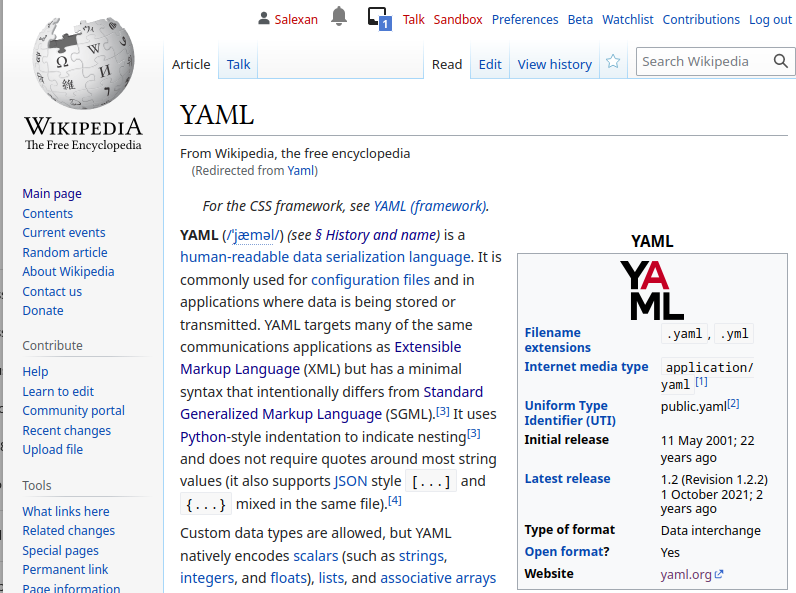 Salexan 1 Talk Sandbox Preferences Beta Watchlist Contributions Log out
Article Talk Read Edit View history Search Wikipedia
WIKIPEDIA
The Free Encyclopedia
Main page
Contents
Current events
Random article
About Wikipedia
Contact us
Donate
Contribute
Help
Learn to edit
Community portal
Recent changes
Upload file
Tools
What links here
Related changes
Special pages
Permanent link
Page information
YAML
From Wikipedia, the free encyclopedia
(Redirected from Yaml)
For the CSS framework, see YAML (framework).
YAML (/ˈjæməl/) (see § History and name) is a
human-readable data serialization language. It is
commonly used for configuration files and in
applications where data is being stored or
transmitted. YAML targets many of the same
communications applications as Extensible
Markup Language (XML) but has a minimal
syntax that intentionally differs from Standard
Generalized Markup Language (SGML).[3] It uses
Python-style indentation to indicate nesting[3]
and does not require quotes around most string
values (it also supports JSON style [...] and
{...} mixed in the same file).[4]
Custom data types are allowed, but YAML
natively encodes scalars (such as strings,
integers, and floats), lists, and associative arrays
YAML
YA
ML
Filename
extensions
.yaml, .yml
Internet media type
application/
yaml [1]
Uniform Type
Identifier (UTI)
public.yaml[2]
Initial release
11 May 2001; 22
years ago
Latest release
1.2 (Revision 1.2.2)
1 October 2021; 2
years ago
Type of format Data interchange
Open format? Yes
Website yaml.org